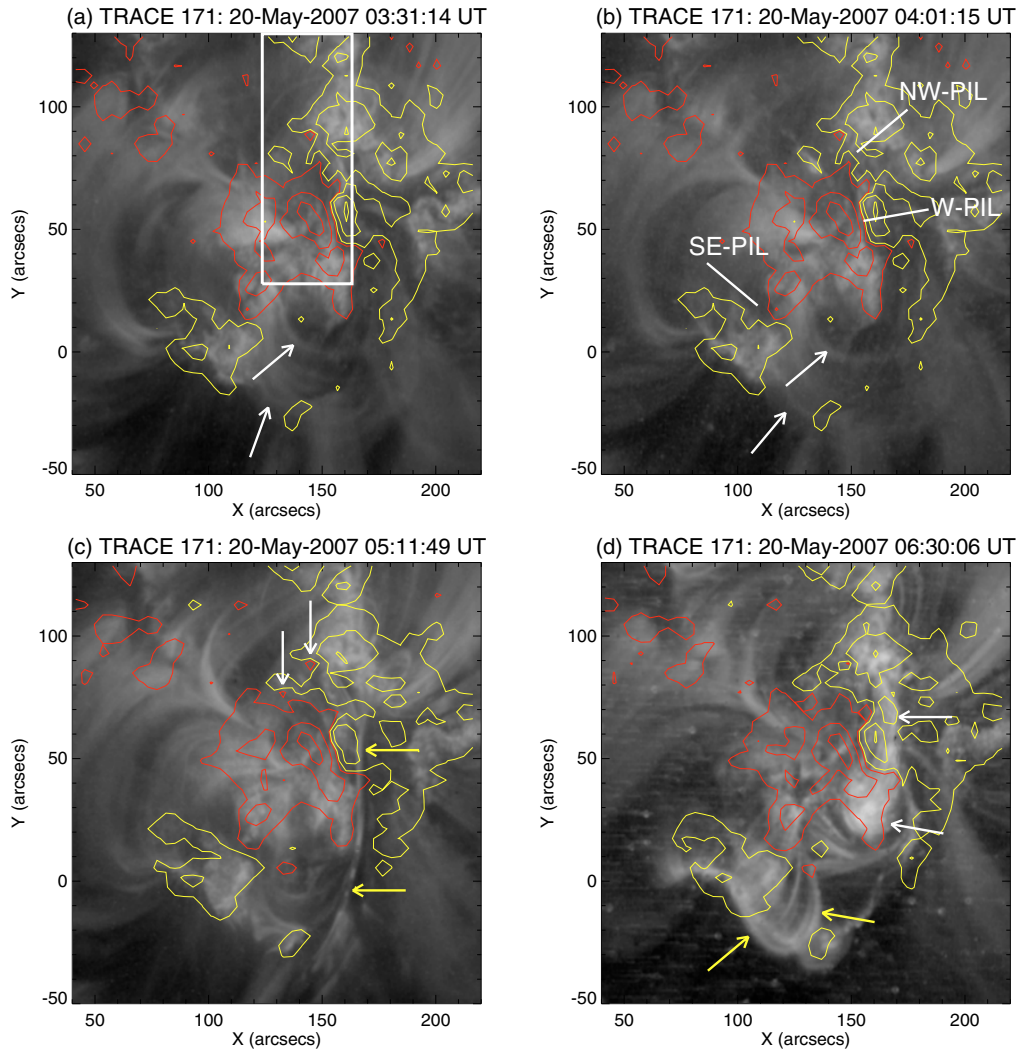 (a) TRACE 171: 20-May-2007 03:31:14 UT
(b) TRACE 171: 20-May-2007 04:01:15 UT
Y (arcsecs)
100
50
0
-50
50
100
150
200
X (arcsecs)
NW-PIL
W-PIL
SE-PIL
Y (arcsecs)
100
50
0
-50
50
100
150
200
X (arcsecs)
(c) TRACE 171: 20-May-2007 05:11:49 UT
(d) TRACE 171: 20-May-2007 06:30:06 UT
Y (arcsecs)
100
50
0
-50
50
100
150
200
X (arcsecs)
Y (arcsecs)
100
50
0
-50
50
100
150
200
X (arcsecs)